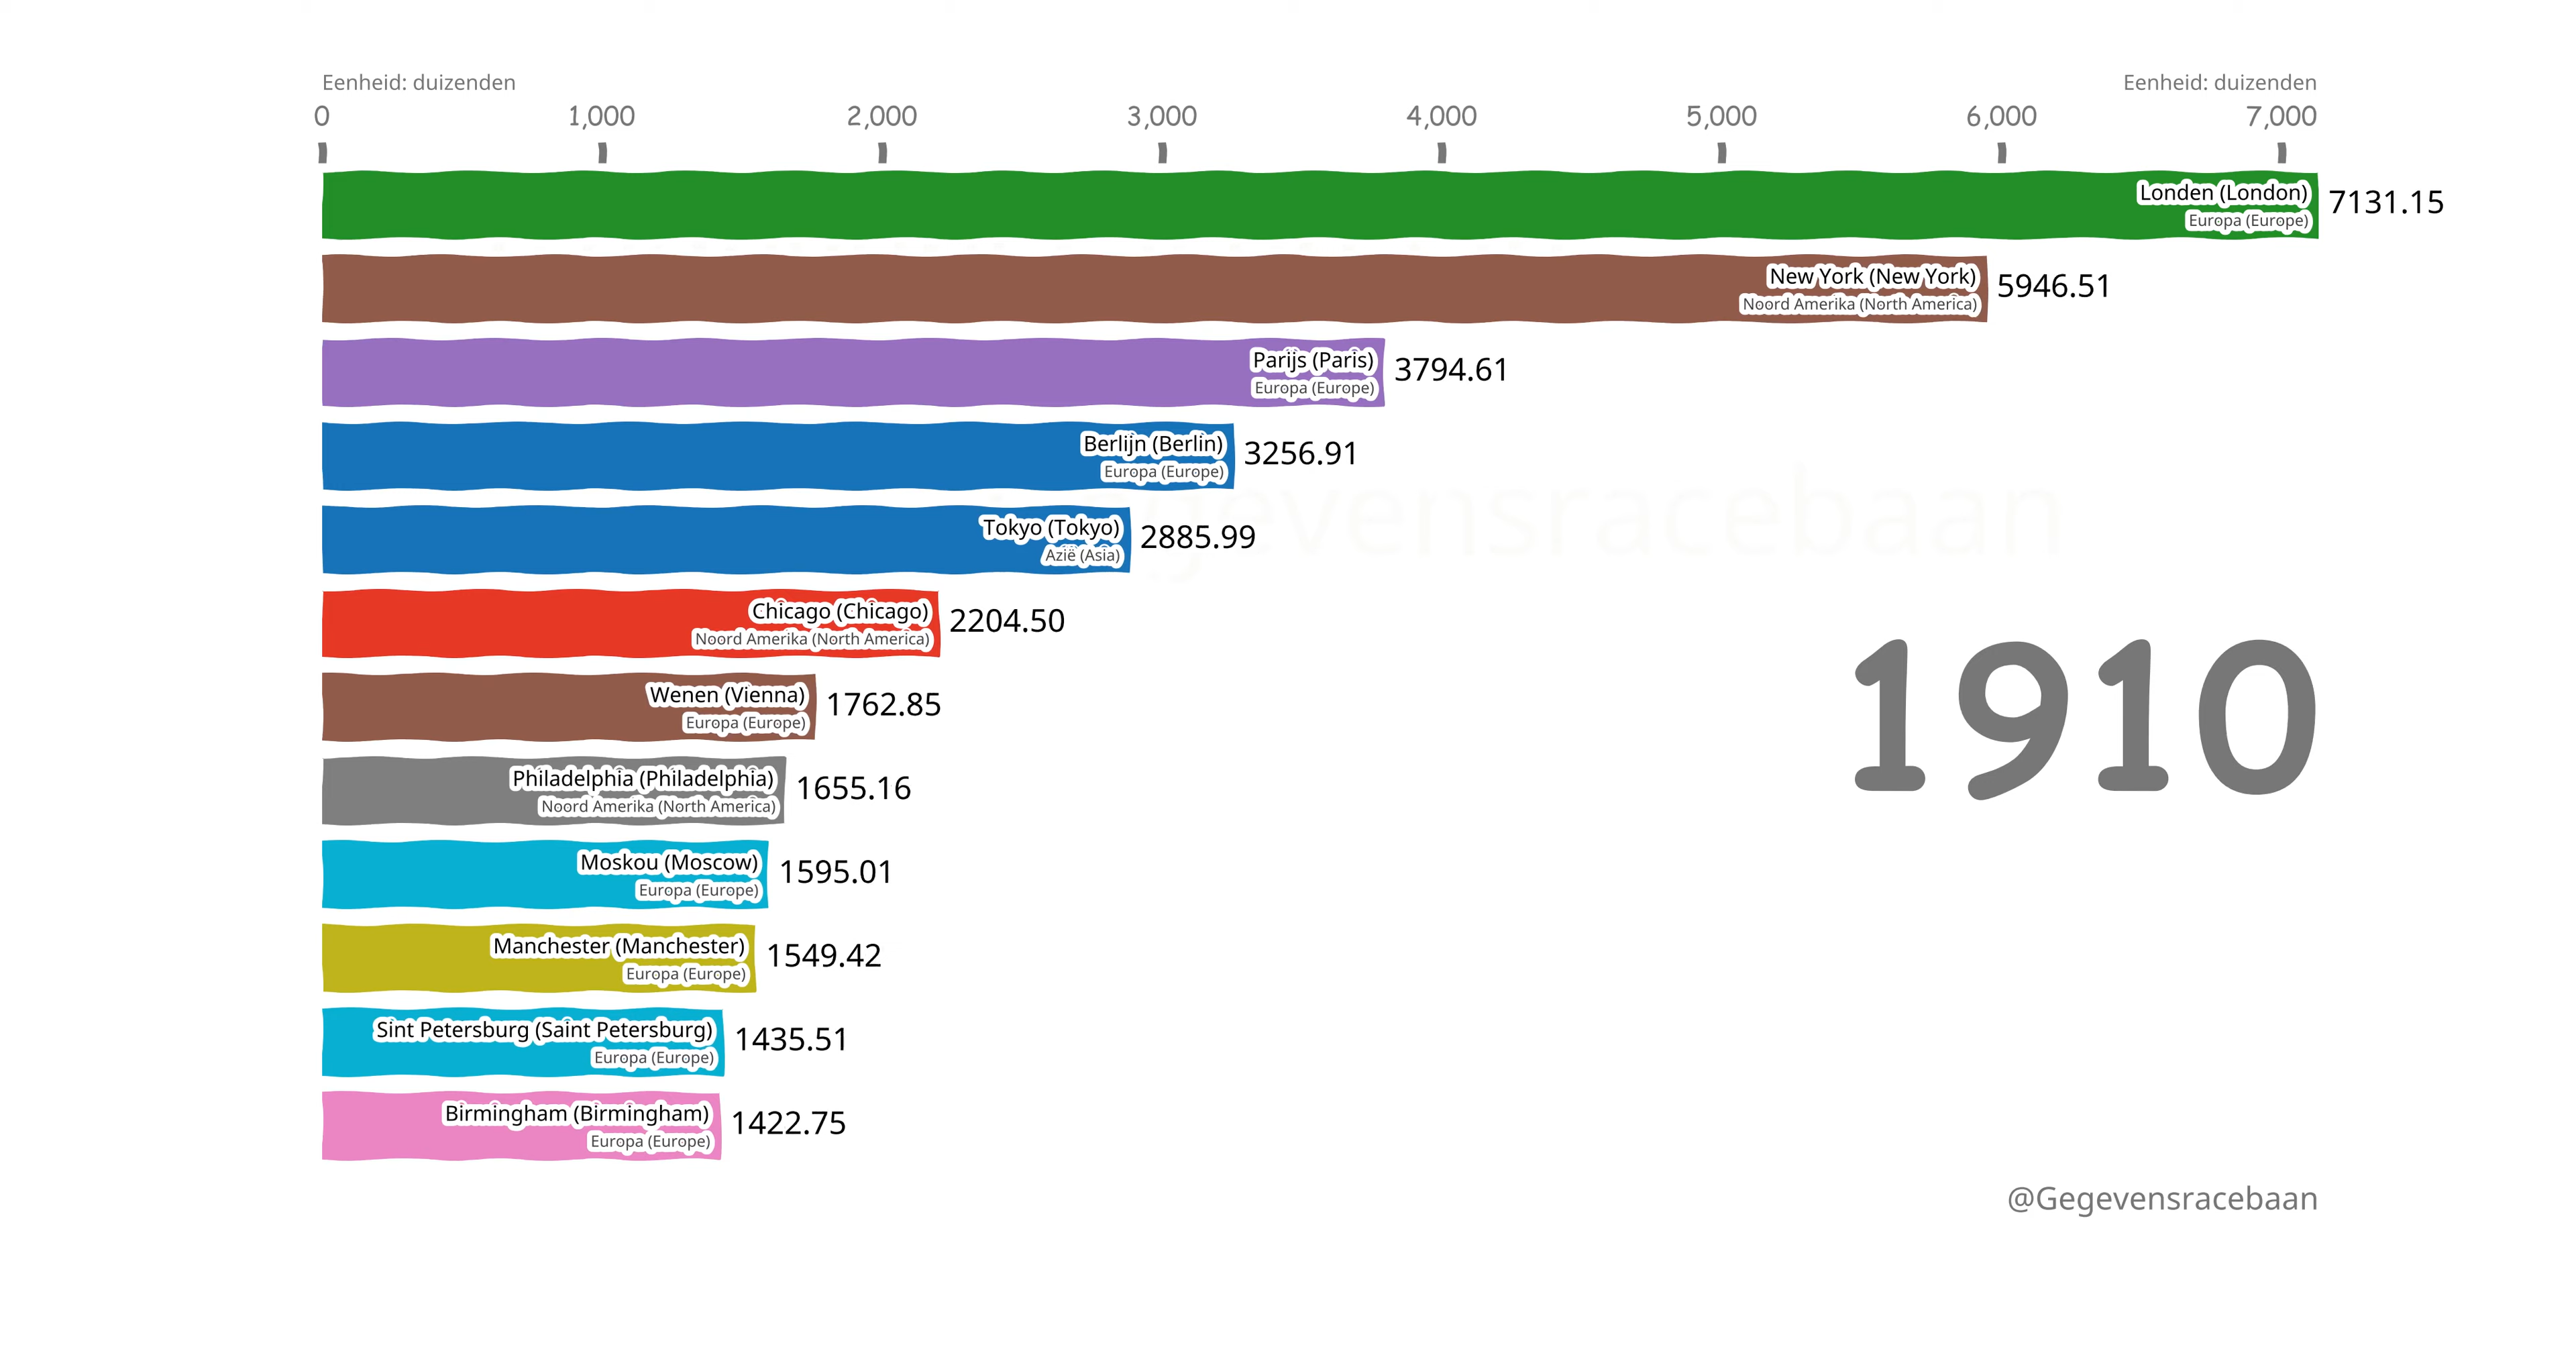 Eenheid: duizenden Eenheid: duizenden
0 1,000 2,000 3,000 4,000 5,000 6,000 7,000
Londen (London) 7131.15
Europa (Europe)
New York (New York) 5946.51
Noord Amerika (North America)
Parijs (Paris) 3794.61
Europa (Europe)
Berlijn (Berlin) 3256.91
Europa (Europe)
Tokyo (Tokyo) 2885.99
Azië (Asia)
Chicago (Chicago) 2204.50
Noord Amerika (North America)
Wenen (Vienna) 1762.85
Europa (Europe)
Philadelphia (Philadelphia) 1655.16
Noord Amerika (North America)
Moskou (Moscow) 1595.01
Europa (Europe)
Manchester (Manchester) 1549.42
Europa (Europe)
Sint Petersburg (Saint Petersburg) 1435.51
Europa (Europe)
Birmingham (Birmingham) 1422.75
Europa (Europe)
1910
@Gegevensracebaan